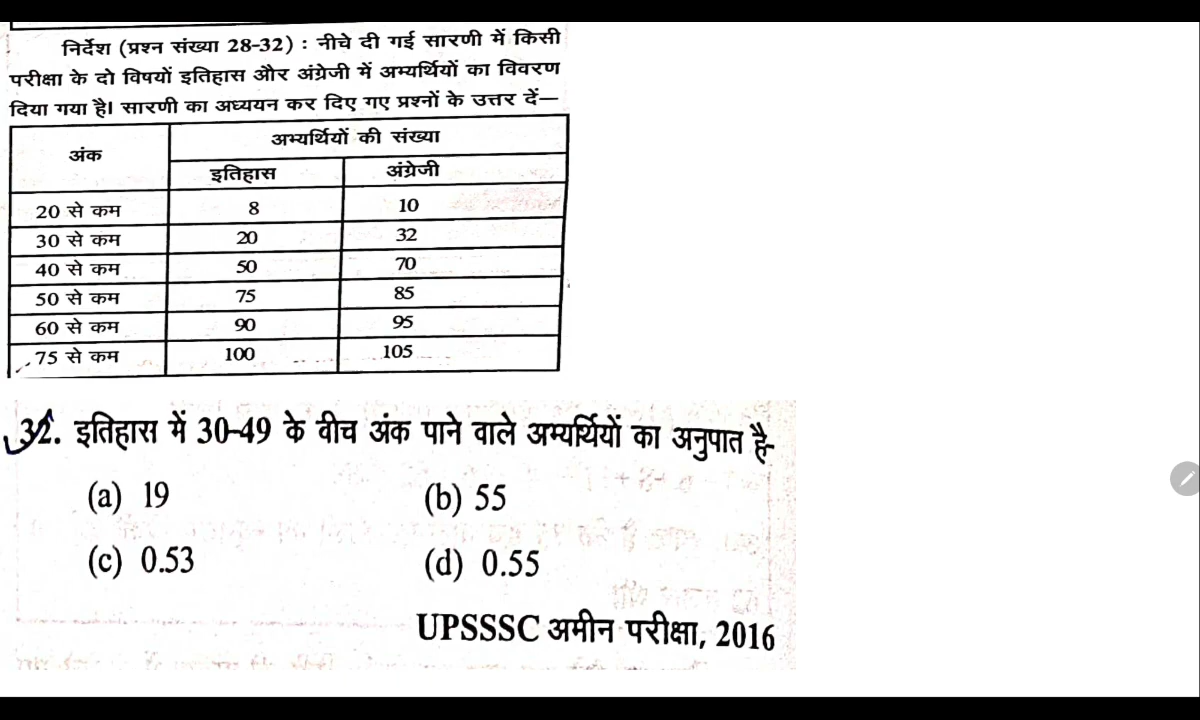 निर्देश (प्रश्न संख्या 28-32) : नीचे दी गई सारणी में किसी
परीक्षा के दो विषयों इतिहास और अंग्रेजी में अभ्यर्थियों का विवरण
दिया गया है। सारणी का अध्ययन कर दिए गए प्रश्नों के उत्तर दें—
अंक अभ्यर्थियों की संख्या
इतिहास अंग्रेजी
20 से कम 8 10
30 से कम 20 32
40 से कम 50 70
50 से कम 75 85
60 से कम 90 95
75 से कम 100 105
32. इतिहास में 30-49 के बीच अंक पाने वाले अभ्यर्थियों का अनुपात है-
(a) 19 (b) 55
(c) 0.53 (d) 0.55
UPSSSC अमीन परीक्षा, 2016